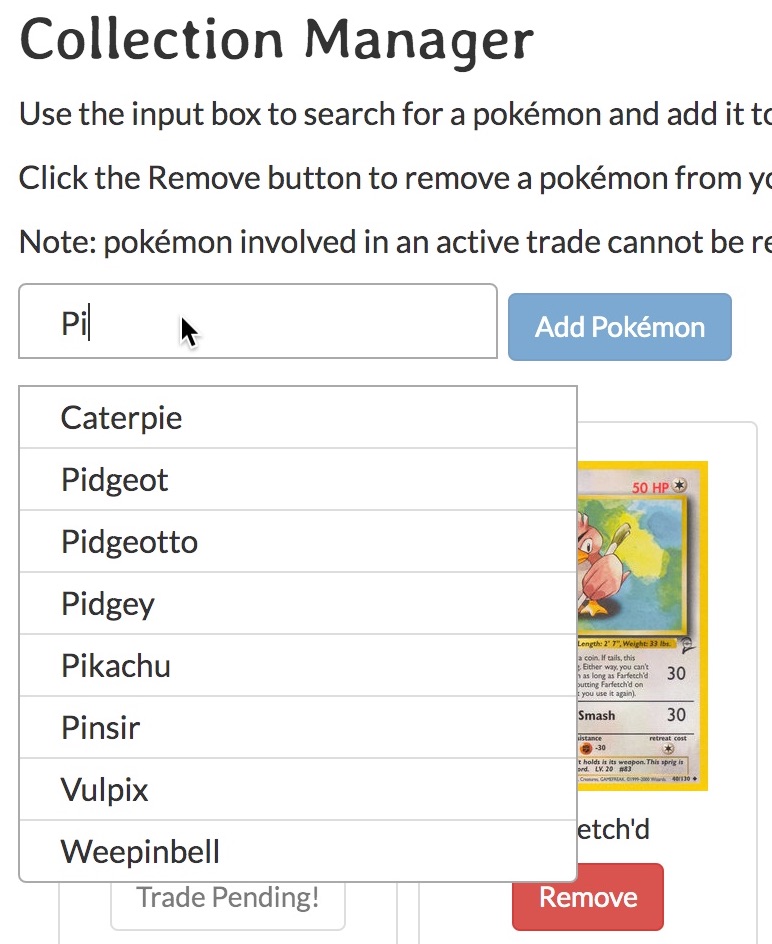 Collection Manager
Use the input box to search for a pokémon and add it to
Click the Remove button to remove a pokémon from yo
Note: pokémon involved in an active trade cannot be re
Pi
Add Pokémon
Caterpie
Pidgeot
Pidgeotto
Pidgey
Pikachu
Pinsir
Vulpix
Weepinbell
50 HP
Length: 2' 7", Weight: 33 lbs.
a coin. If tails, this
Either way, you can't
as long as Farfetch'd
putting Farfetch'd on
you use it again).
30
Smash
30
retreat cost
-30
t holds is its weapon. This sprig is
ord. LV. 20 #83
etch'd
Trade Pending!
Remove